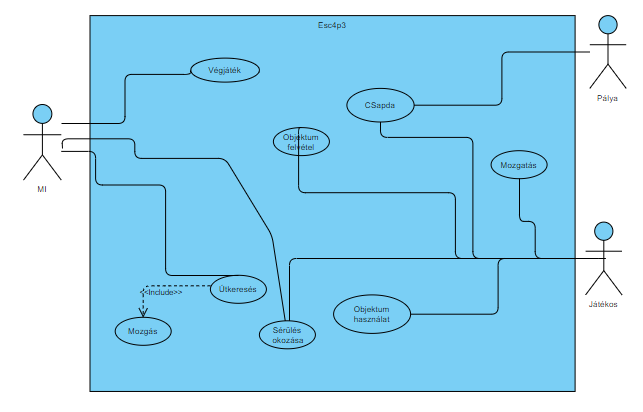 Esc4p3
Végjáték
CSapda
Pálya
Objektum
felvétel
Mozgatás
MI
Útkeresés
<Include>>
Játékos
Objektum
használat
Mozgás
Sérülés
okozása